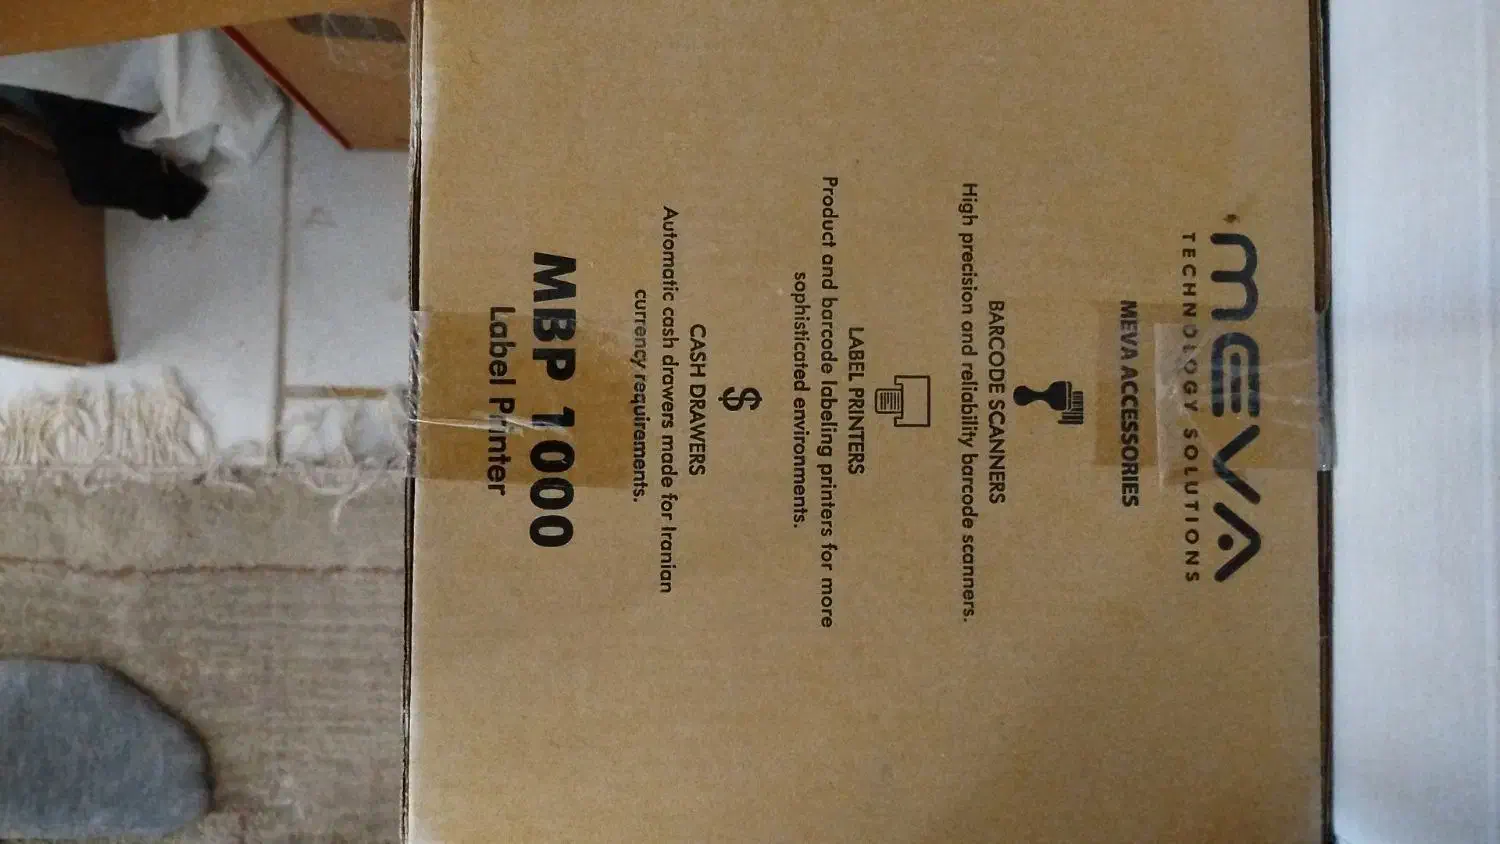 MEVA
TECHNOLOGY SOLUTIONS
MEVA ACCESSORIES
BARCODE SCANNERS
High precision and reliability barcode scanners.
LABEL PRINTERS
Product and barcode labeling printers for more
sophisticated environments.
$
CASH DRAWERS
Automatic cash drawers made for Iranian
currency requirements.
MBP 1000
Label Printer